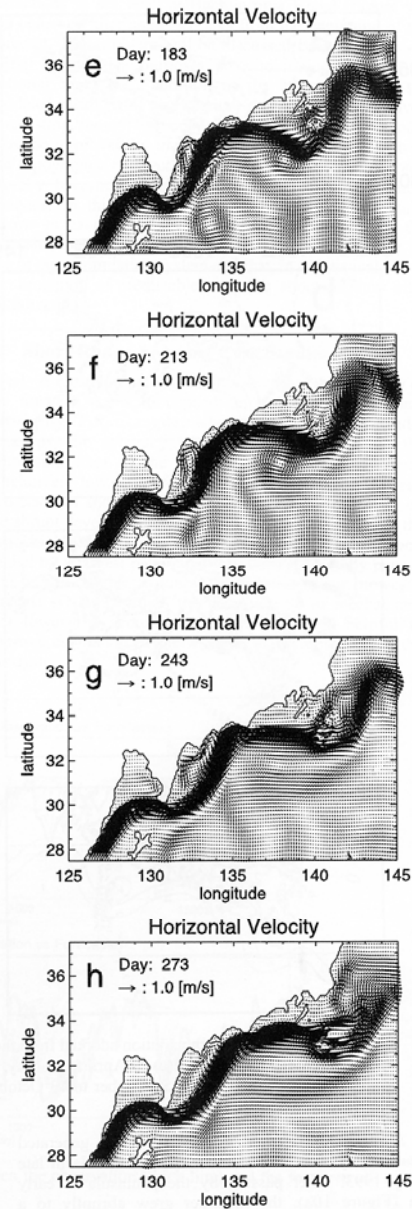 Horizontal Velocity
e Day: 183
→ : 1.0 [m/s]
latitude
36
34
32
30
28
125 130 135 140 145
longitude
Horizontal Velocity
f Day: 213
→ : 1.0 [m/s]
latitude
36
34
32
30
28
125 130 135 140 145
longitude
Horizontal Velocity
g Day: 243
→ : 1.0 [m/s]
latitude
36
34
32
30
28
125 130 135 140 145
longitude
Horizontal Velocity
h Day: 273
→ : 1.0 [m/s]
latitude
36
34
32
30
28
125 130 135 140 145
longitude